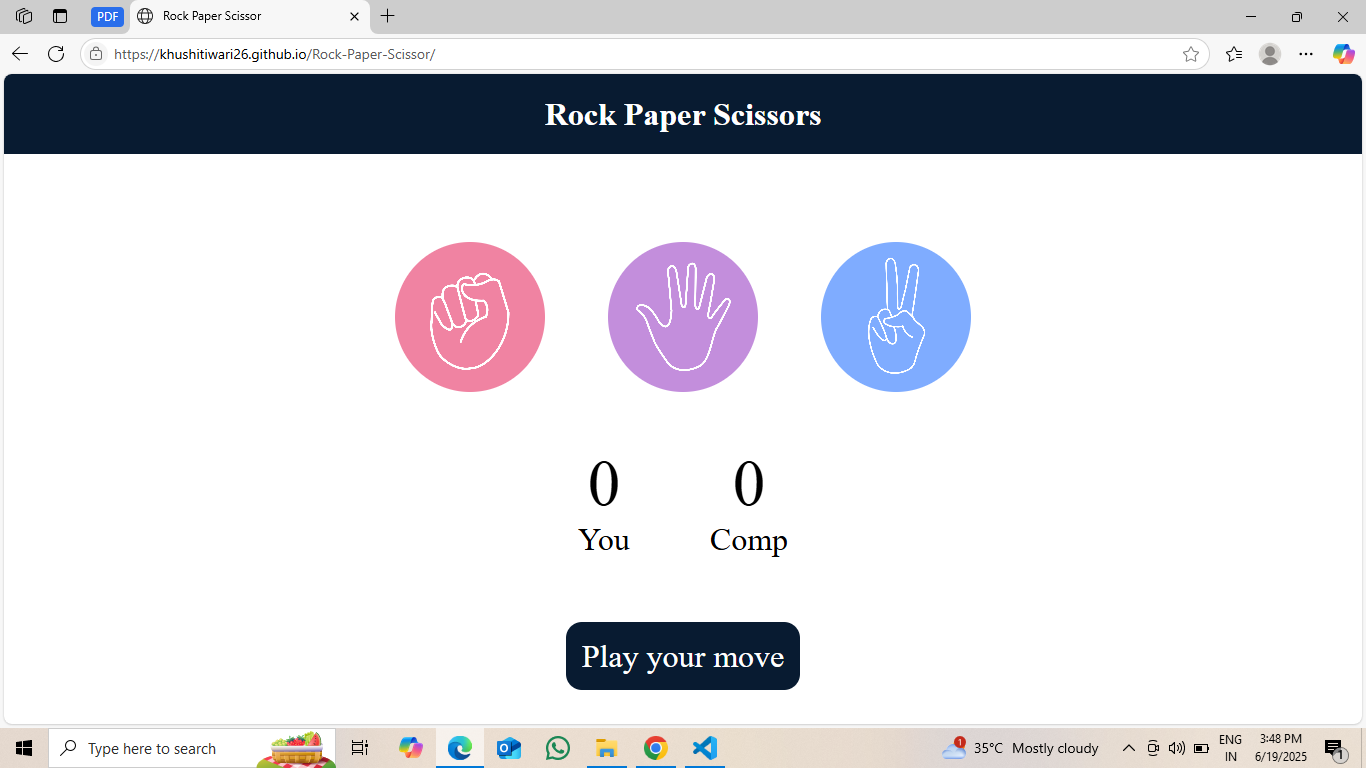 PDF
Rock Paper Scissor
https://khushitiwari26.github.io/Rock-Paper-Scissor/
Rock Paper Scissors
0 0
You Comp
Play your move
Type here to search
1
35°C Mostly cloudy
ENG
IN
3:48 PM
6/19/2025
1